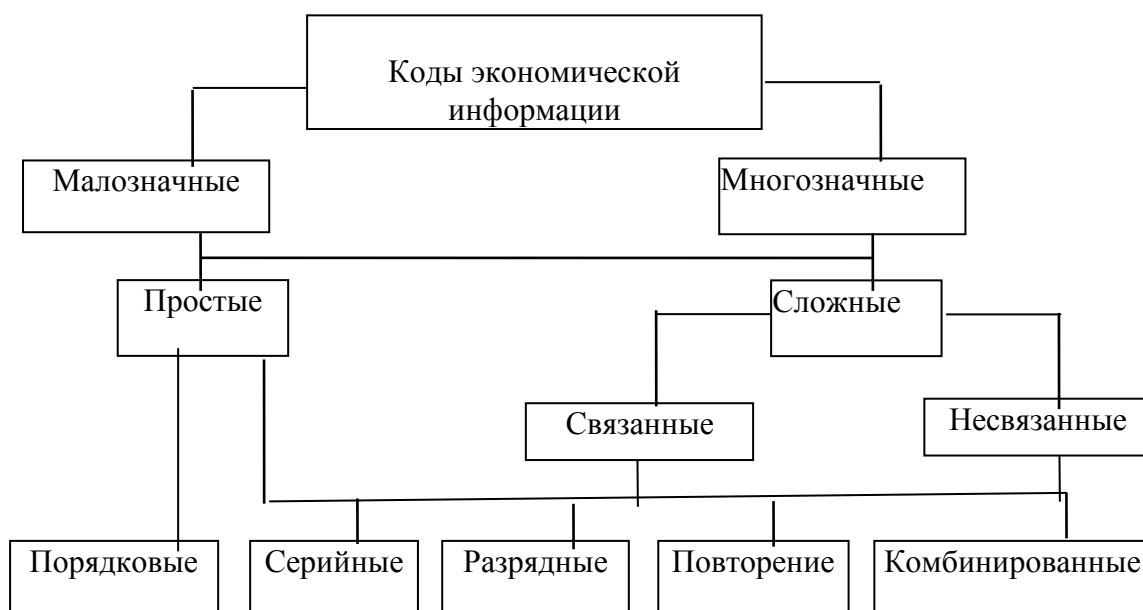 Коды экономической
информации
Малозначные
Многозначные
Простые
Сложные
Связанные
Несвязанные
Порядковые
Серийные
Разрядные
Повторение
Комбинированные